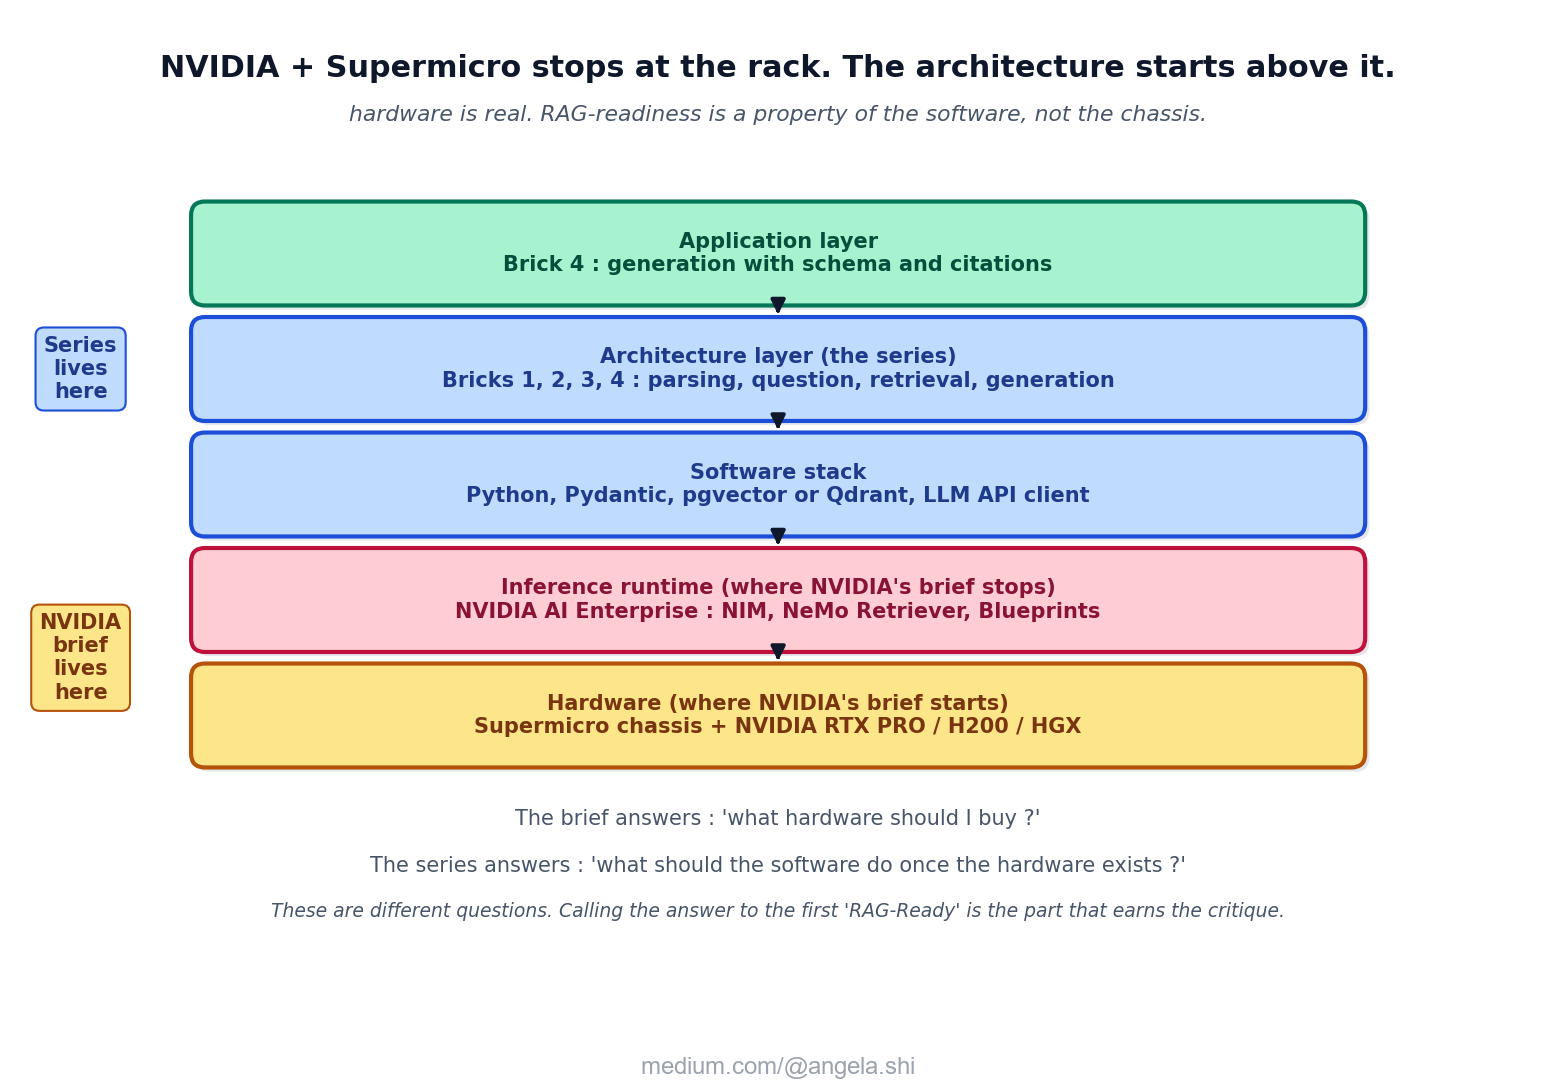 NVIDIA + Supermicro stops at the rack. The architecture starts above it.
hardware is real. RAG-readiness is a property of the software, not the chassis.
Application layer
Brick 4 : generation with schema and citations
Series
lives
here
Architecture layer (the series)
Bricks 1, 2, 3, 4 : parsing, question, retrieval, generation
Software stack
Python, Pydantic, pgvector or Qdrant, LLM API client
Inference runtime (where NVIDIA's brief stops)
NVIDIA AI Enterprise : NIM, NeMo Retriever, Blueprints
NVIDIA
brief
lives
here
Hardware (where NVIDIA's brief starts)
Supermicro chassis + NVIDIA RTX PRO / H200 / HGX
The brief answers : 'what hardware should I buy ?'
The series answers : 'what should the software do once the hardware exists ?'
These are different questions. Calling the answer to the first 'RAG-Ready' is the part that earns the critique.
medium.com/@angela.shi